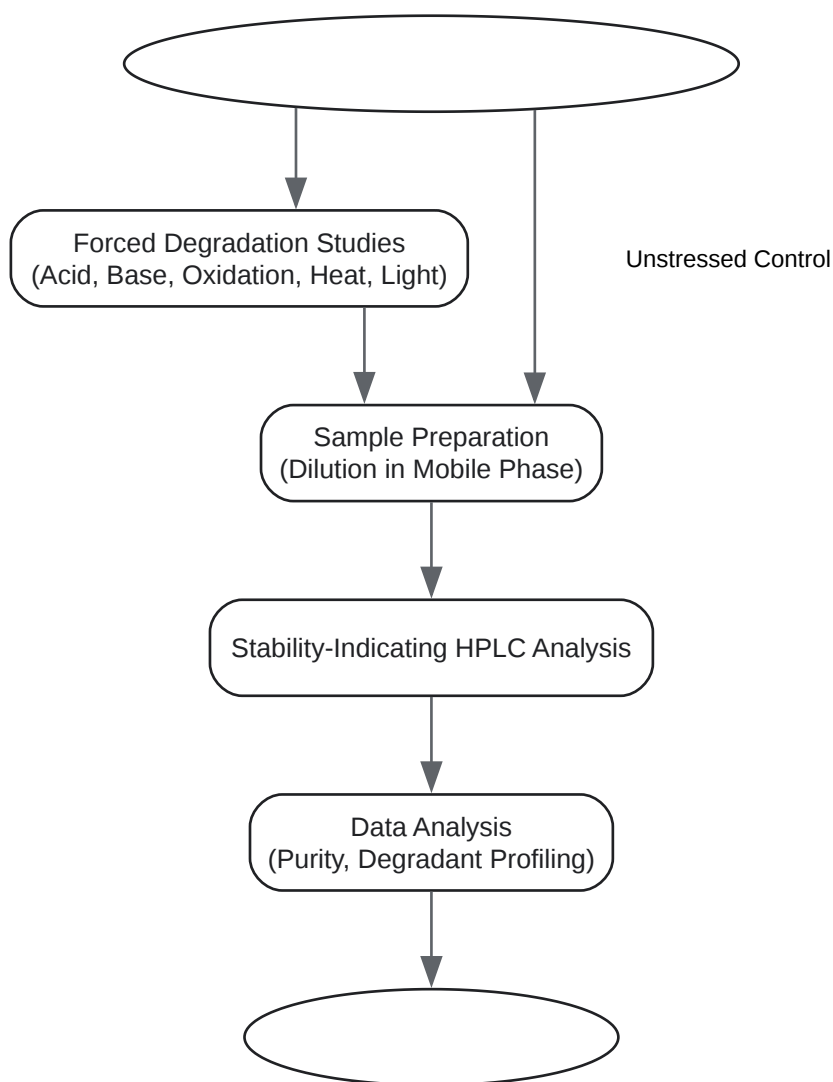 Forced Degradation Studies
(Acid, Base, Oxidation, Heat, Light)
Unstressed Control
Sample Preparation
(Dilution in Mobile Phase)
Stability-Indicating HPLC Analysis
Data Analysis
(Purity, Degradant Profiling)